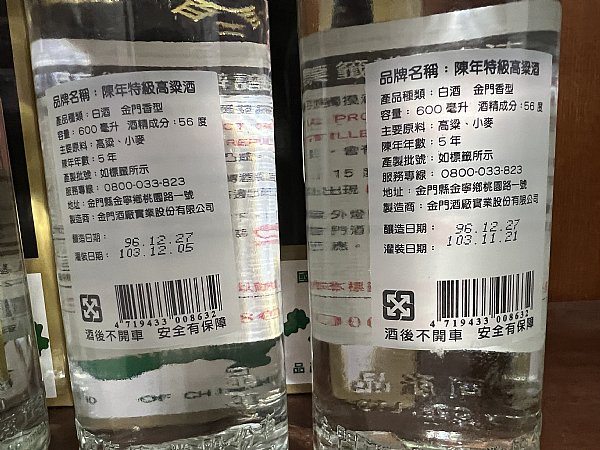 品牌名稱：陳年特級高粱酒
產品種類：白酒 金門香型
容量：600毫升 酒精成分：56度
主要原料：高粱、小麥
陳年年數：5年
產製批號：如標籤所示
服務專線：0800-033-823
地址：金門縣金寧鄉桃園路一號
製造商：金門酒廠實業股份有限公司
釀造日期： 96.12.27
灌裝日期： 103.12.05
4 719433 008632
酒後不開車 安全有保障
品牌名稱：陳年特級高粱酒
產品種類：白酒 金門香型
容量：600毫升 酒精成分：56度
主要原料：高粱、小麥
陳年年數：5年
產製批號：如標籤所示
服務專線：0800-033-823
地址：金門縣金寧鄉桃園路一號
製造商：金門酒廠實業股份有限公司
釀造日期： 96.12.27
灌裝日期： 103.11.21
4 719433 008632
酒後不開車 安全有保障